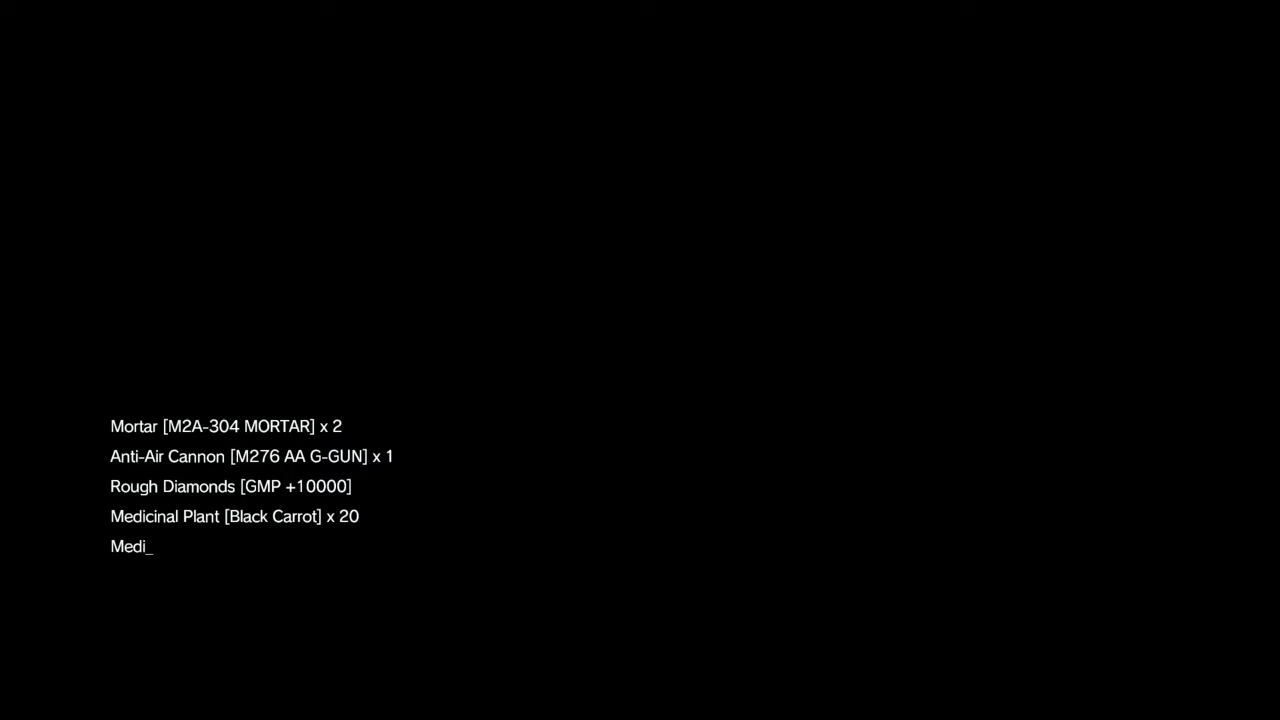 Mortar [M2A-304 MORTAR] x 2
Anti-Air Cannon [M276 AA G-GUN] x 1
Rough Diamonds [GMP +10000]
Medicinal Plant [Black Carrot] x 20
Medi_